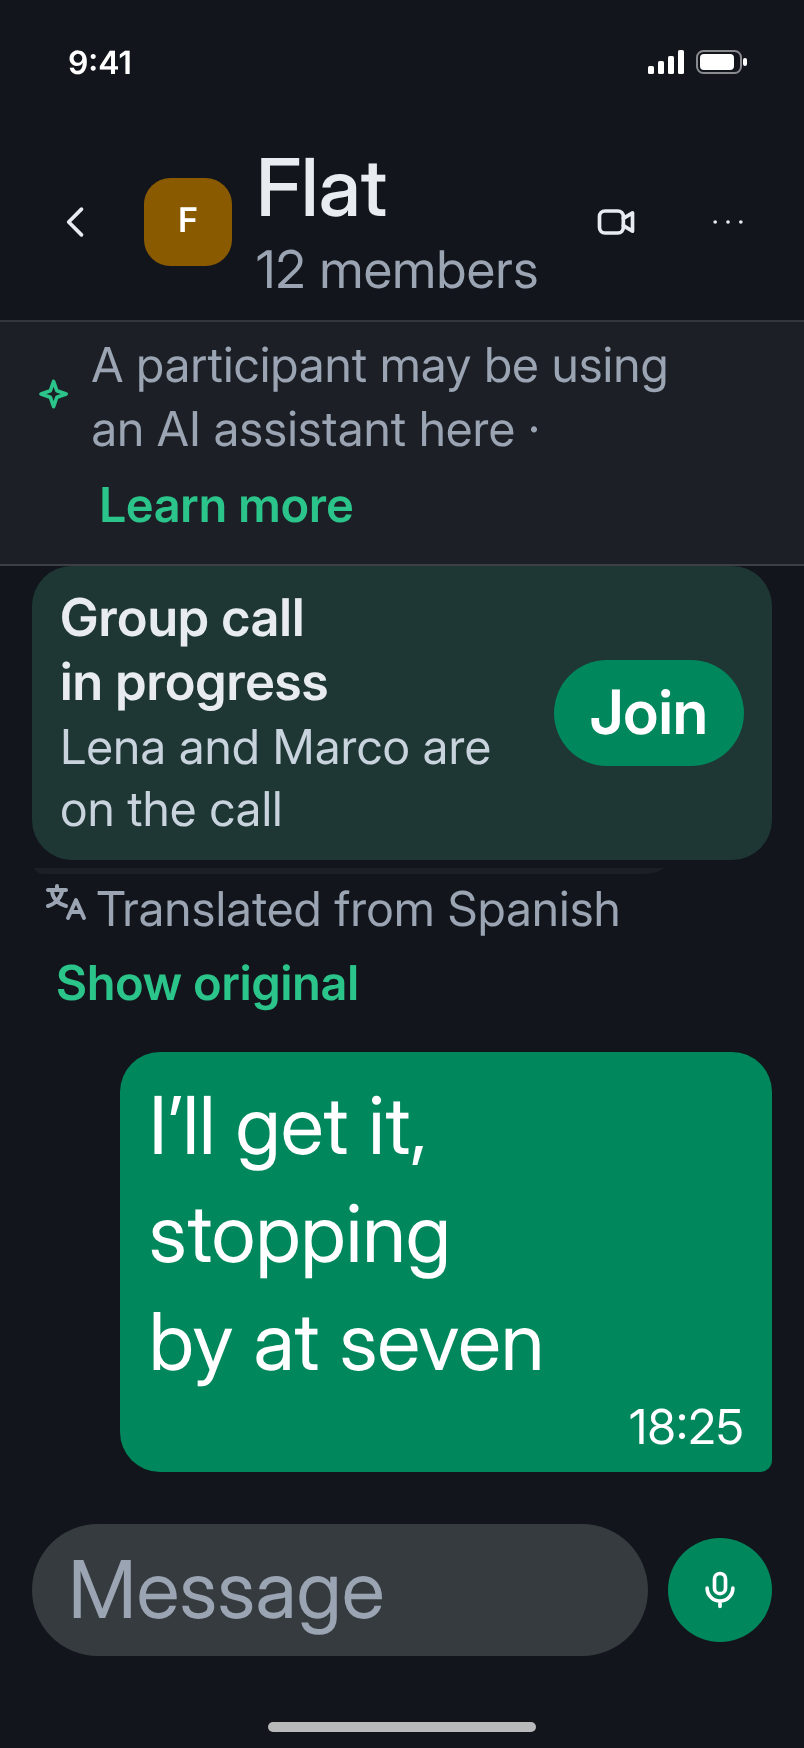 9:41
F
Flat
12 members
A participant may be using
an AI assistant here ·
Learn more
Group call
in progress
Lena and Marco are
on the call
Join
Translated from Spanish
Show original
I’ll get it,
stopping
by at seven
18:25
Message